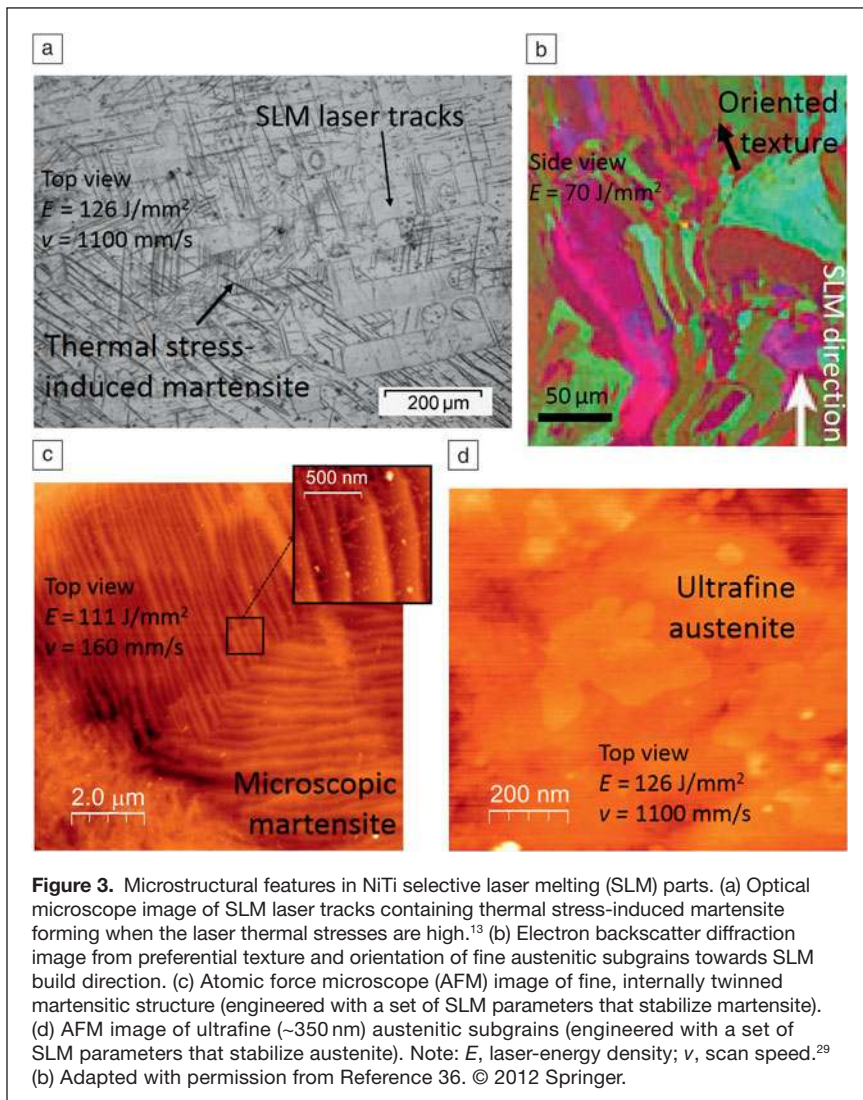 a
SLM laser tracks
Top view
E = 126 J/mm²
v = 1100 mm/s
Thermal stress-
induced martensite
200 µm
b
Oriented
texture
Side view
E = 70 J/mm²
SLM direction
50 µm
c
500 nm
Top view
E = 111 J/mm²
v = 160 mm/s
2.0 µm
Microscopic
martensite
d
Ultrafine
austenite
Top view
E = 126 J/mm²
v = 1100 mm/s
200 nm
Figure 3. Microstructural features in NiTi selective laser melting (SLM) parts. (a) Optical
microscope image of SLM laser tracks containing thermal stress-induced martensite
forming when the laser thermal stresses are high.¹³ (b) Electron backscatter diffraction
image from preferential texture and orientation of fine austenitic subgrains towards SLM
build direction. (c) Atomic force microscope (AFM) image of fine, internally twinned
martensitic structure (engineered with a set of SLM parameters that stabilize martensite).
(d) AFM image of ultrafine (~350 nm) austenitic subgrains (engineered with a set of
SLM parameters that stabilize austenite). Note: E, laser-energy density; v, scan speed.²⁹
(b) Adapted with permission from Reference 36. © 2012 Springer.